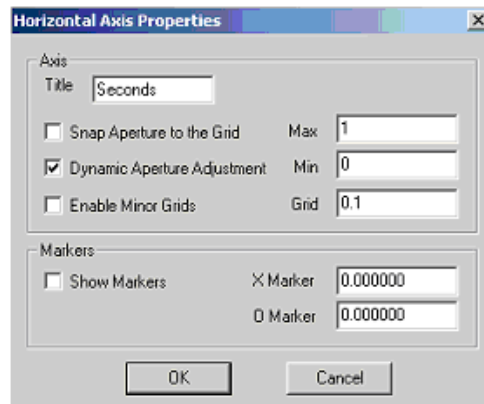 Horizontal Axis Properties
Axis
Title Seconds
Snap Aperture to the Grid Max 1
Dynamic Aperture Adjustment Min 0
Enable Minor Grids Grid 0.1
Markers
Show Markers X Marker 0.000000
O Marker 0.000000
OK Cancel